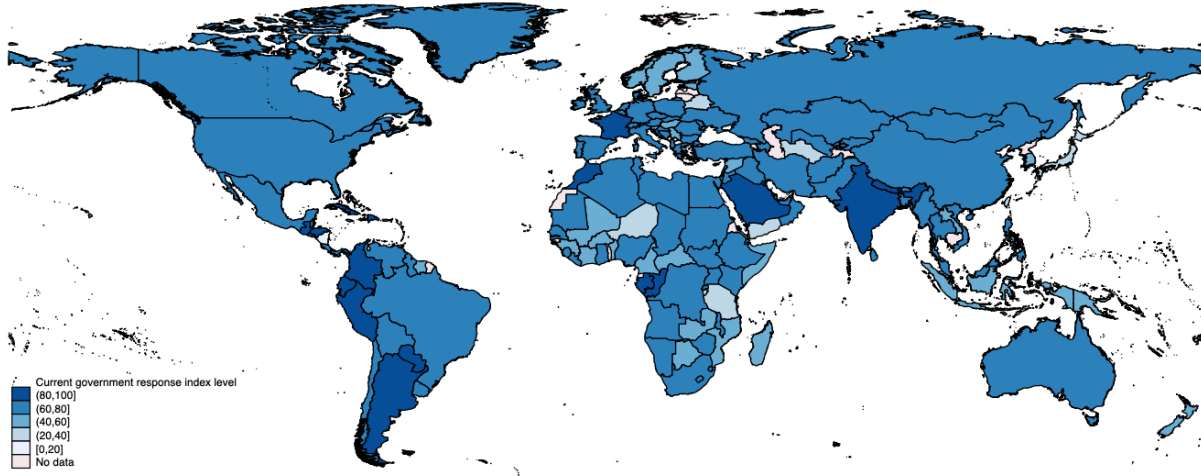 Current government response index level
(80,100]
(60,80]
(40,60]
(20,40]
[0,20]
No data